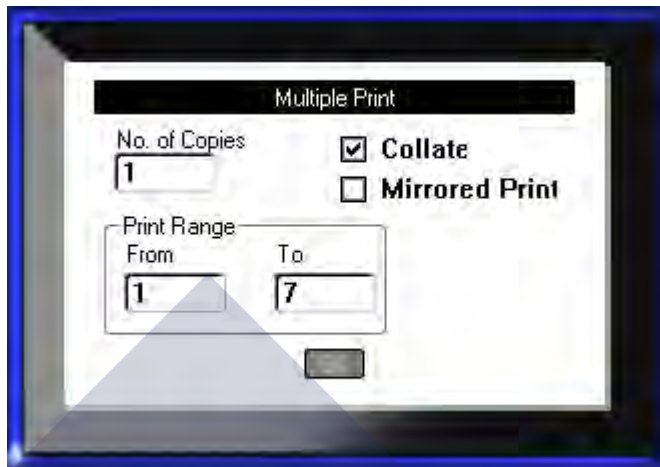 Multiple Print
No. of Copies
1
Collate
Mirrored Print
Print Range
From To
1 7